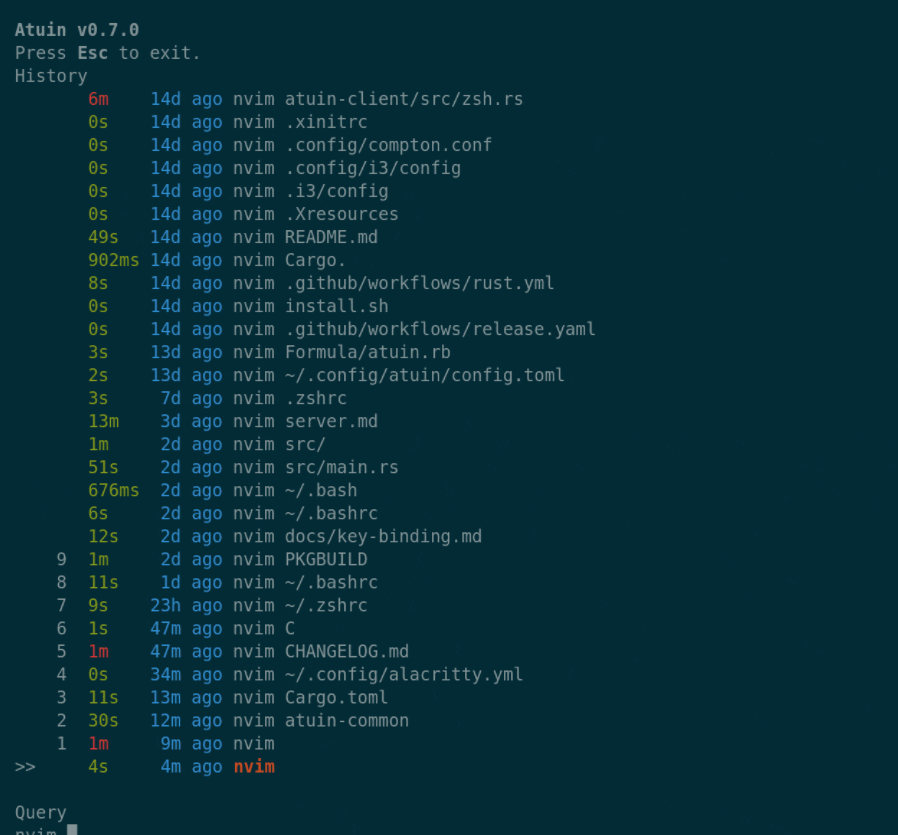 Atuin v0.7.0
Press Esc to exit.
History
6m 14d ago nvim atuin-client/src/zsh.rs
0s 14d ago nvim .xinitrc
0s 14d ago nvim .config/compton.conf
0s 14d ago nvim .config/i3/config
0s 14d ago nvim .i3/config
0s 14d ago nvim .Xresources
49s 14d ago nvim README.md
902ms 14d ago nvim Cargo.
8s 14d ago nvim .github/workflows/rust.yml
0s 14d ago nvim install.sh
0s 14d ago nvim .github/workflows/release.yaml
3s 13d ago nvim Formula/atuin.rb
2s 13d ago nvim ~/.config/atuin/config.toml
3s 7d ago nvim .zshrc
13m 3d ago nvim server.md
1m 2d ago nvim src/
51s 2d ago nvim src/main.rs
676ms 2d ago nvim ~/.bash
6s 2d ago nvim ~/.bashrc
12s 2d ago nvim docs/key-binding.md
9 1m 2d ago nvim PKGBUILD
8 11s 1d ago nvim ~/.bashrc
7 9s 23h ago nvim ~/.zshrc
6 1s 47m ago nvim C
5 1m 47m ago nvim CHANGELOG.md
4 0s 34m ago nvim ~/.config/alacritty.yml
3 11s 13m ago nvim Cargo.toml
2 30s 12m ago nvim atuin-common
1 1m 9m ago nvim
>> 4s 4m ago nvim
Query
nvim